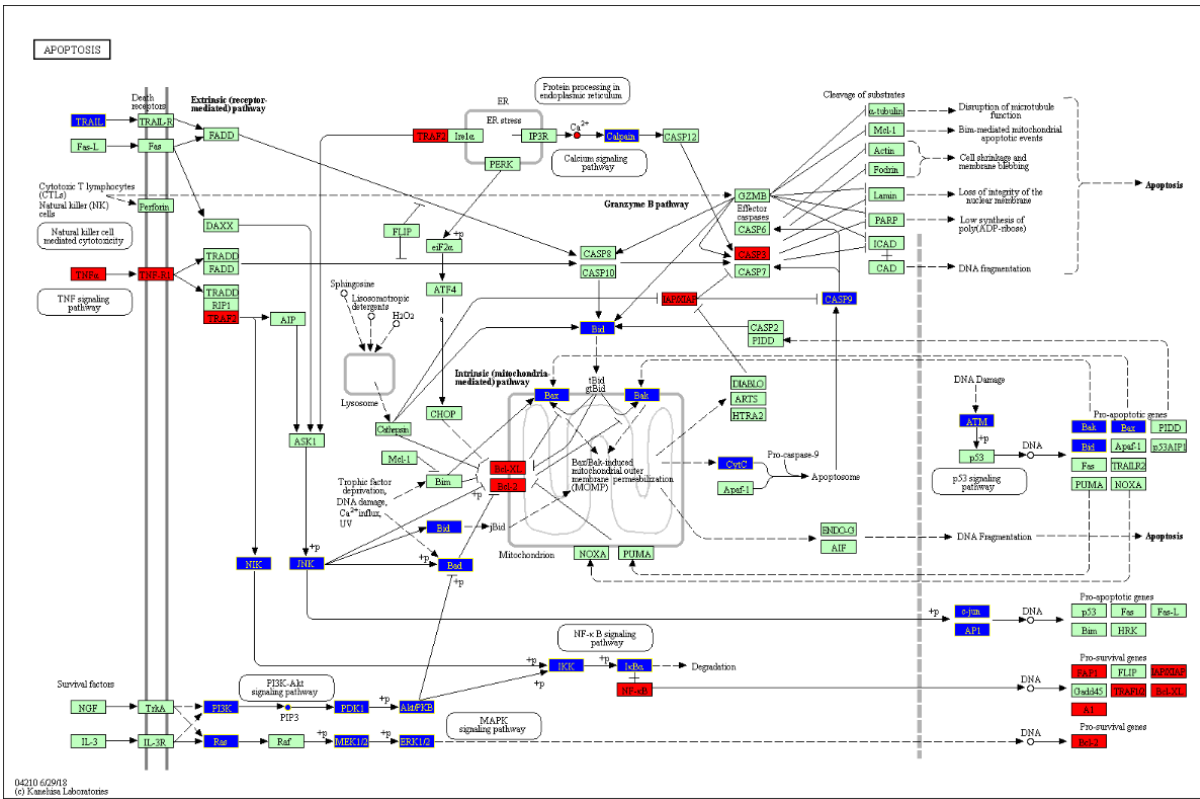 APOPTOSIS
Death
receptors
Extrinsic (receptor-
mediated) pathway
TRAIL
TRAIL-R
FADD
Fas-L
Fas
Cytotoxic T lymphocytes
(CTLs)
Natural killer (NK)
cells
Perforin
Natural killer cell
mediated cytotoxicity
DAXX
TNFα
TNF-R1
TRADD
FADD
TNF signaling
pathway
TRADD
RIP1
TRAF2
AIP
ER
ER stress
TRAF2
Ire1α
IP3R
PERK
Protein processing in
endoplasmic reticulum
Ca2+
Calpain
CASP12
Calcium signaling
pathway
Granzyme B pathway
FLIP
+p
eiF2α
ATF4
CHOP
CASP8
CASP10
GZMB
Effector
caspases
CASP6
CASP3
CASP7
IAP/XIAP
CASP9
Bid
CASP2
PIDD
Cleavage of substrates
α-tubulin
Mcl-1
Actin
Fodrin
Lamin
PARP
ICAD
CAD
Disruption of microtubule
function
Bim-mediated mitochondrial
apoptotic events
Cell shrinkage and
membrane blebbing
Loss of integrity of the
nuclear membrane
Low synthesis of
poly(ADP-ribose)
DNA fragmentation
Apoptosis
Sphingosine
Lisosomotropic
detergents
H2O2
Lysosome
Cathepsin
Intrinsic (mitochondria-
mediated) pathway
tBid
gtBid
Bax
Bak
DIABLO
ARTS
HTRA2
ASK1
Mcl-1
Bim
Bcl-XL
Bcl-2
+p
Bax/Bak-induced
mitochondrial outer
membrane permeabilization
(MOMP)
Trophic factor
deprivation,
DNA damage,
Ca2+influx,
UV
Bid
jBid
Bad
+p
CytC
Apaf-1
Pro-caspase-9
Apoptosome
Mitochondrion
NOXA
PUMA
ENDO-G
AIF
DNA Fragmentation
Apoptosis
DNA Damage
ATM
+p
p53
DNA
p53 signaling
pathway
Pro-apoptotic genes
Bak
Bax
PIDD
Bid
Apaf-1
p53AIP1
Fas
TRAILR2
PUMA
NOXA
NIK
+p
JNK
+p
c-jun
AP1
DNA
Pro-apoptotic genes
p53
Fas
Fas-L
Bim
HRK
NF-κB signaling
pathway
+p
IKK
+p
IκBα
Degradation
NF-κB
DNA
Pro-survival genes
FLIP
IAP/XIAP
Gadd45
Bcl-XL
A1
Survival factors
NGF
TrkA
PI3K-Akt
signaling pathway
PI3K
PIP3
PDK1
+p
Akt/PKB
IL-3
IL-3R
Ras
Raf
+p
MEK1/2
+p
ERK1/2
MAPK
signaling pathway
DNA
Pro-survival genes
Bcl-2
04210 6/29/18
(c) Kanehisa Laboratories